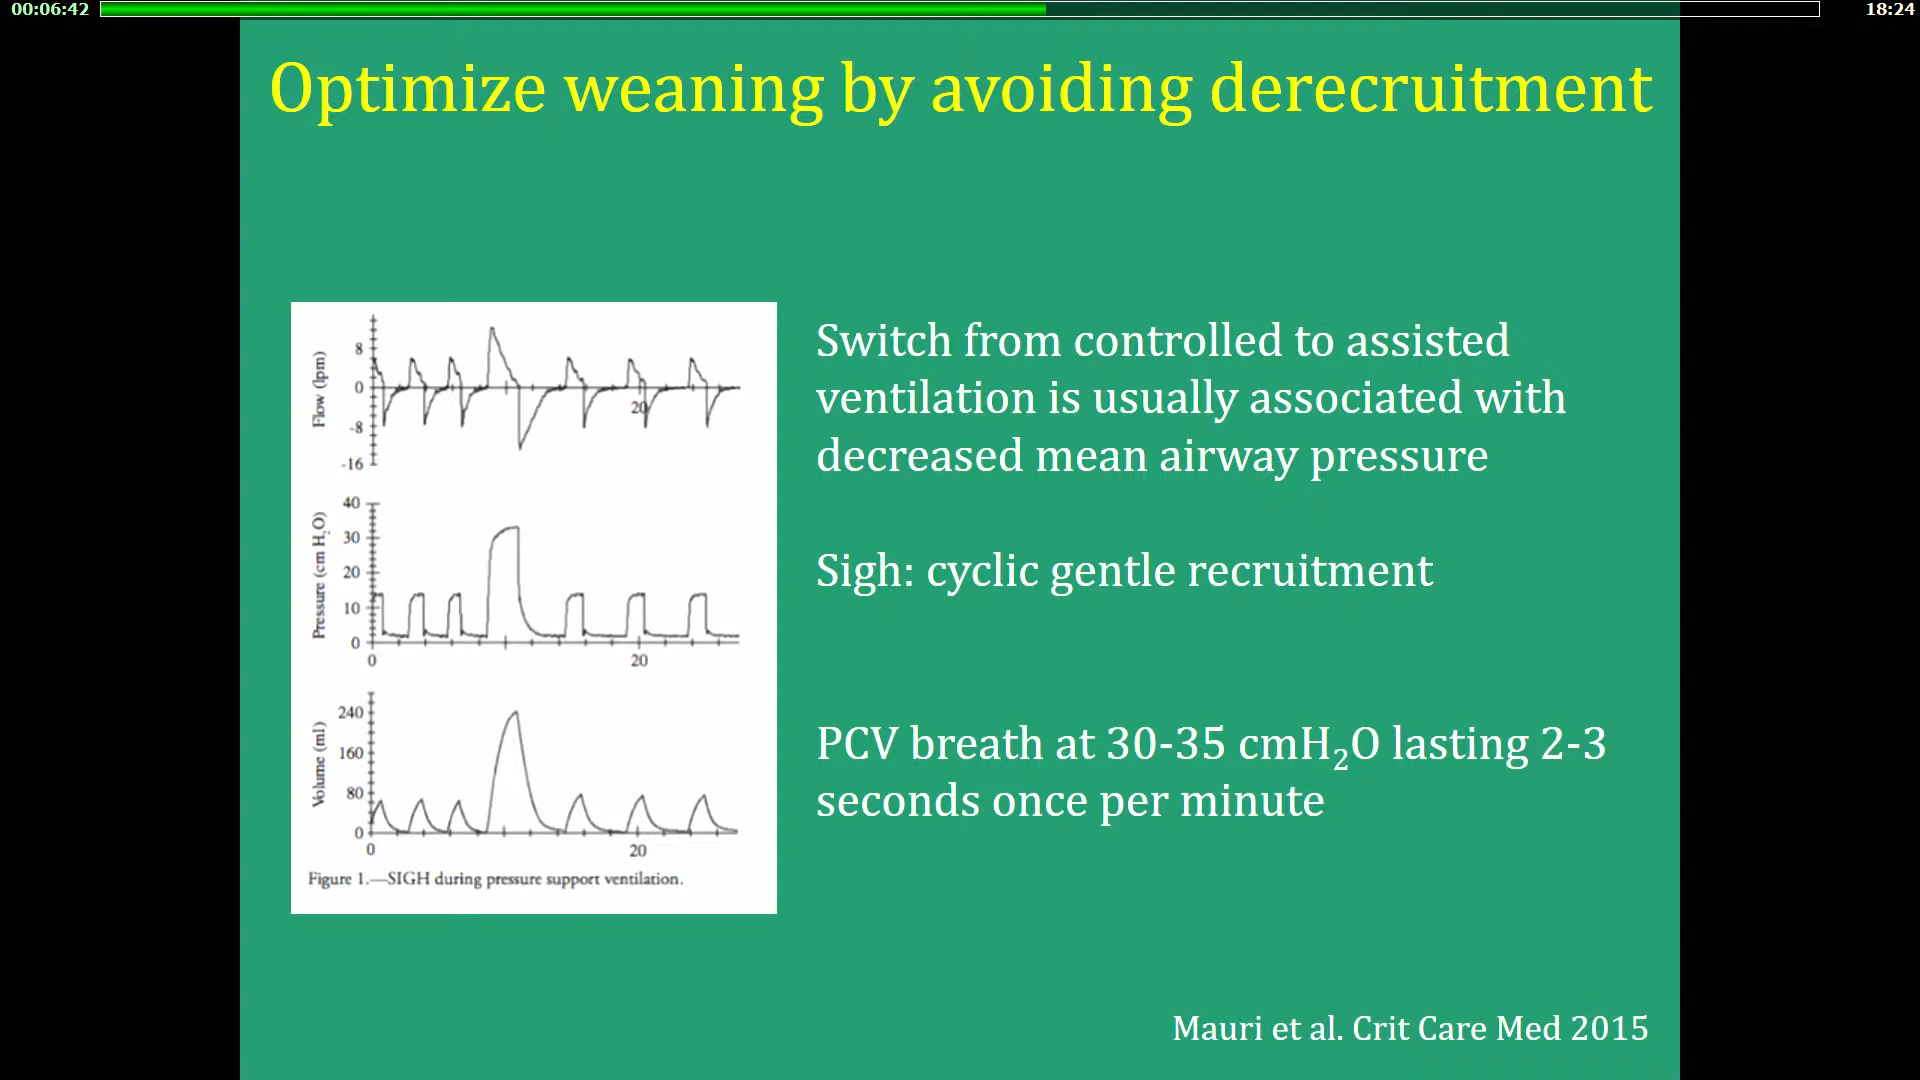 00:06:42
18:24
Optimize weaning by avoiding derecruitment
Flow (lpm)
8
0
-8
-16
20
Pressure (cm H₂O)
40
30
20
10
0
0
20
Volume (ml)
240
160
80
0
0
20
Figure 1.—SIGH during pressure support ventilation.
Switch from controlled to assisted
ventilation is usually associated with
decreased mean airway pressure
Sigh: cyclic gentle recruitment
PCV breath at 30-35 cmH₂O lasting 2-3
seconds once per minute
Mauri et al. Crit Care Med 2015